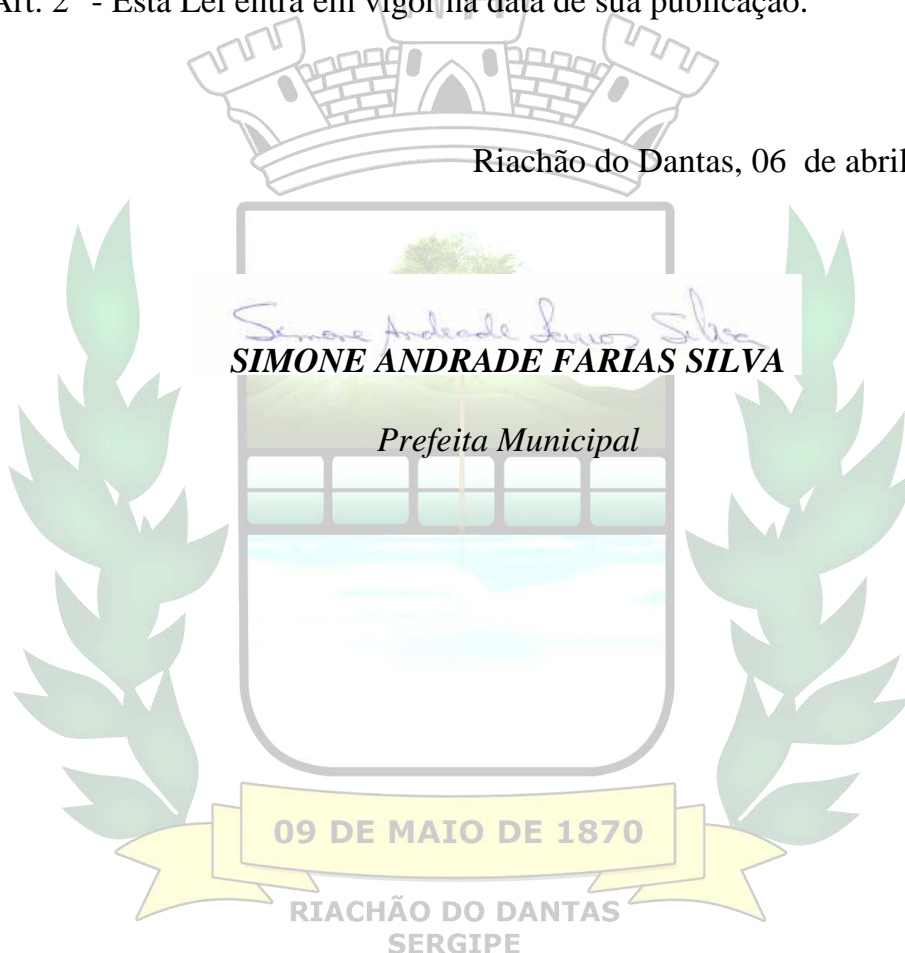 Art. 2º - Esta Lei entra em vigor na data de sua publicação.
Riachão do Dantas, 06 de abril
Simone Andrade Farias Silva
SIMONE ANDRADE FARIAS SILVA
Prefeita Municipal
09 DE MAIO DE 1870
RIACHÃO DO DANTAS
SERGIPE